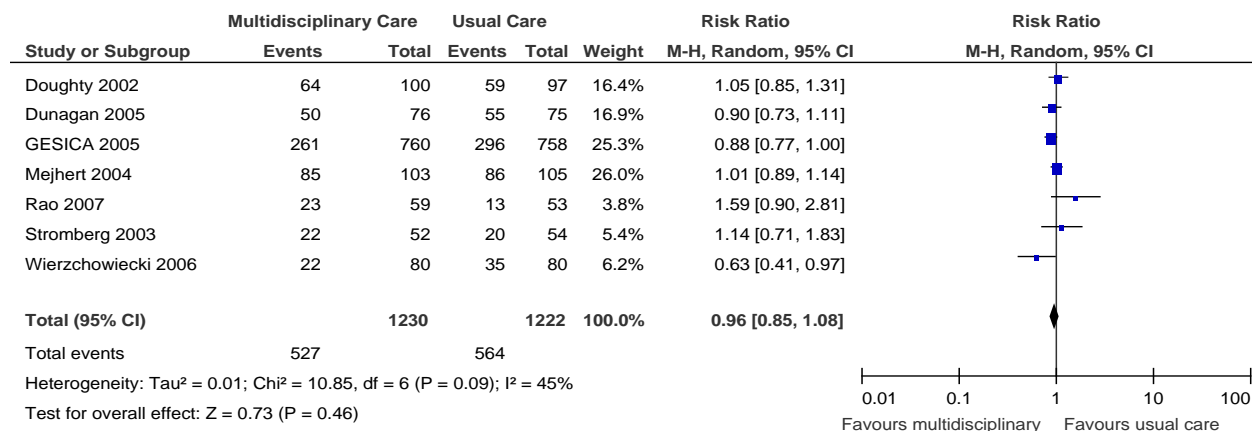 Multidisciplinary Care Usual Care Risk Ratio Risk Ratio
Study or Subgroup Events Total Events Total Weight M-H, Random, 95% CI M-H, Random, 95% CI
Doughty 2002 64 100 59 97 16.4% 1.05 [0.85, 1.31]
Dunagan 2005 50 76 55 75 16.9% 0.90 [0.73, 1.11]
GESICA 2005 261 760 296 758 25.3% 0.88 [0.77, 1.00]
Mejhert 2004 85 103 86 105 26.0% 1.01 [0.89, 1.14]
Rao 2007 23 59 13 53 3.8% 1.59 [0.90, 2.81]
Stromberg 2003 22 52 20 54 5.4% 1.14 [0.71, 1.83]
Wierzchowiecki 2006 22 80 35 80 6.2% 0.63 [0.41, 0.97]
Total (95% CI) 1230 1222 100.0% 0.96 [0.85, 1.08]
Total events 527 564
Heterogeneity: Tau² = 0.01; Chi² = 10.85, df = 6 (P = 0.09); I² = 45%
Test for overall effect: Z = 0.73 (P = 0.46)
0.01 0.1 1 10 100
Favours multidisciplinary Favours usual care